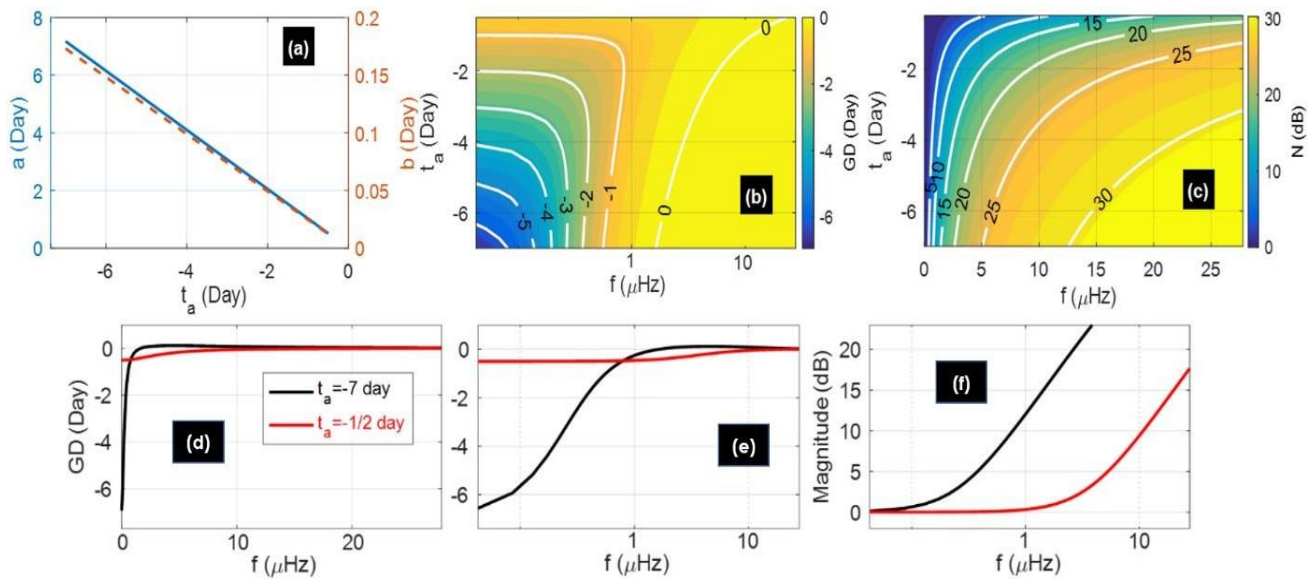 (a)
a (Day)
8
6
4
2
0
0.2
0.15
0.1
0.05
0
b (Day)
-6 -4 -2 0
t_a (Day)
(b)
t_a (Day)
-2
-4
-6
0
0
-1
-2
-3
-4
-5
1 10
f (μHz)
0
-2
-4
-6
GD (Day)
(c)
t_a (Day)
-2
-4
-6
15
20
25
5
10
15
20
25
30
0 5 10 15 20 25
f (μHz)
30
20
10
0
N (dB)
(d)
GD (Day)
0
-2
-4
-6
t_a=-7 day
t_a=-1/2 day
0 10 20
f (μHz)
(e)
0
-2
-4
-6
1 10
f (μHz)
(f)
Magnitude (dB)
20
15
10
5
0
1 10
f (μHz)